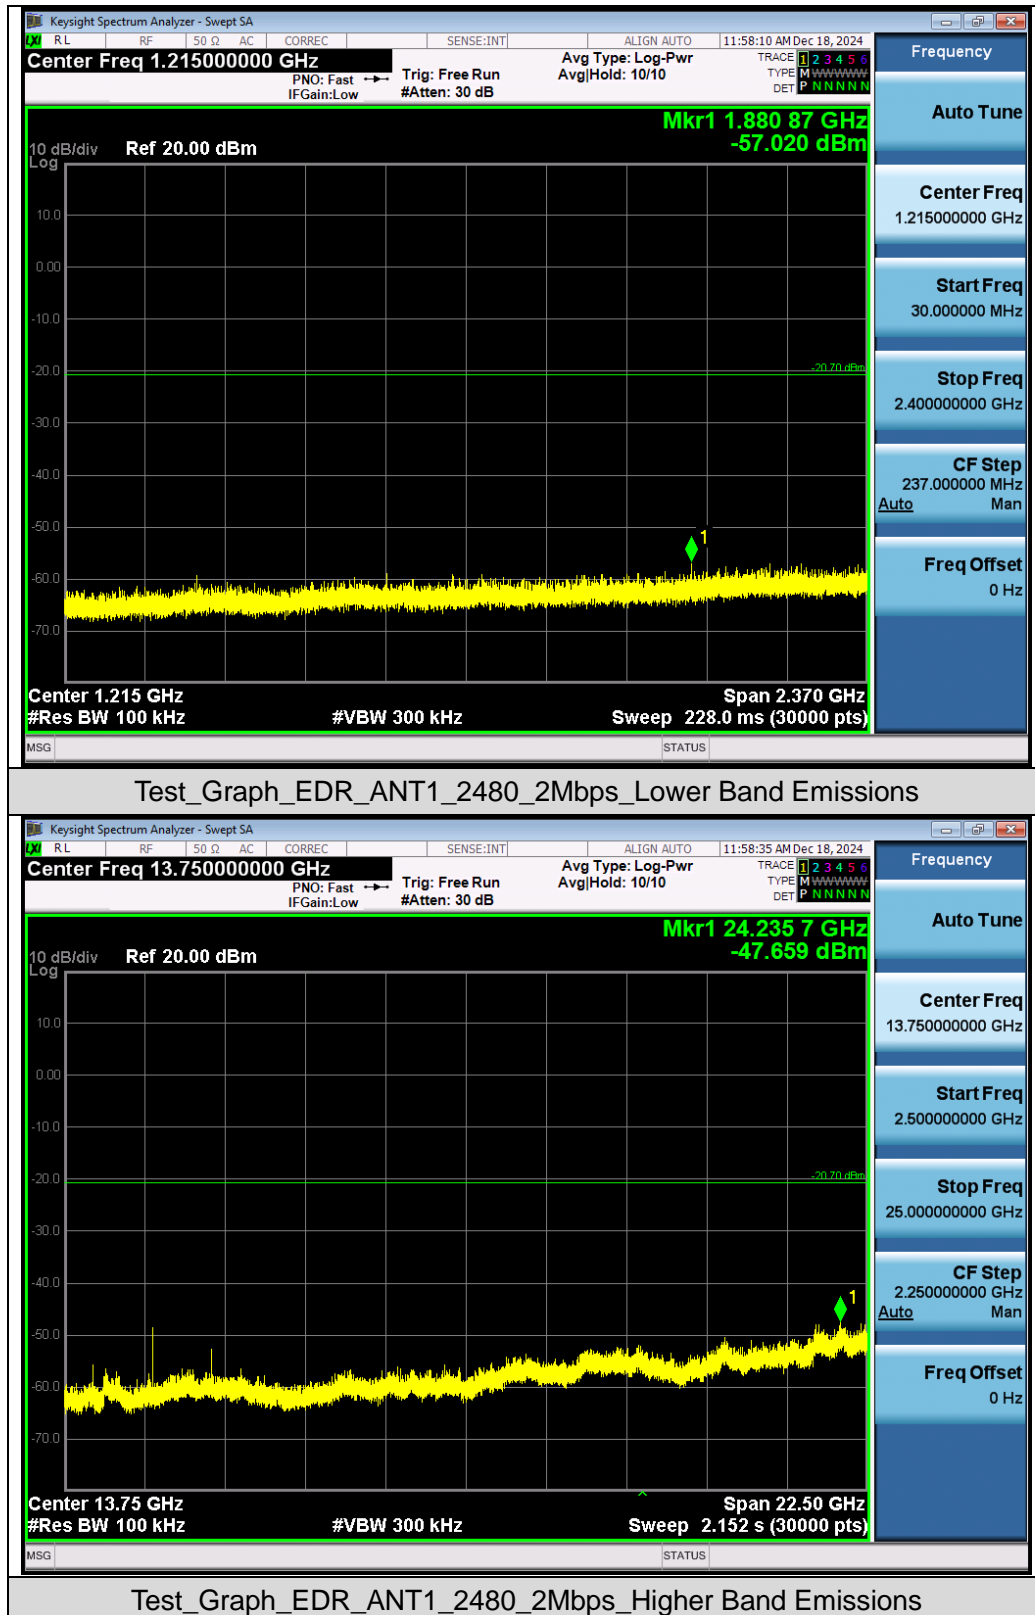 Keysight Spectrum Analyzer - Swept SA
LXI RL RF 50 Ω AC CORREC SENSE:INT ALIGN AUTO 11:58:10 AM Dec 18, 2024
Center Freq 1.215000000 GHz
PNO: Fast
IFGain:Low
Trig: Free Run
#Atten: 30 dB
Avg Type: Log-Pwr
Avg|Hold: 10/10
TRACE 1 2 3 4 5 6
TYPE M WWWWW
DET P N N N N N
Mkr1 1.880 87 GHz
-57.020 dBm
10 dB/div Ref 20.00 dBm
Log
10.0
0.00
-10.0
-20.0
-20.70 dBm
-30.0
-40.0
-50.0
1
-60.0
-70.0
Center 1.215 GHz Span 2.370 GHz
#Res BW 100 kHz #VBW 300 kHz Sweep 228.0 ms (30000 pts)
MSG STATUS
Frequency
Auto Tune
Center Freq
1.215000000 GHz
Start Freq
30.000000 MHz
Stop Freq
2.400000000 GHz
CF Step
237.000000 MHz
Auto Man
Freq Offset
0 Hz
Test_Graph_EDR_ANT1_2480_2Mbps_Lower Band Emissions
Keysight Spectrum Analyzer - Swept SA
LXI RL RF 50 Ω AC CORREC SENSE:INT ALIGN AUTO 11:58:35 AM Dec 18, 2024
Center Freq 13.750000000 GHz
PNO: Fast
IFGain:Low
Trig: Free Run
#Atten: 30 dB
Avg Type: Log-Pwr
Avg|Hold: 10/10
TRACE 1 2 3 4 5 6
TYPE M WWWWW
DET P N N N N N
Mkr1 24.235 7 GHz
-47.659 dBm
10 dB/div Ref 20.00 dBm
Log
10.0
0.00
-10.0
-20.0
-20.70 dBm
-30.0
-40.0
1
-50.0
-60.0
-70.0
Center 13.75 GHz Span 22.50 GHz
#Res BW 100 kHz #VBW 300 kHz Sweep 2.152 s (30000 pts)
MSG STATUS
Frequency
Auto Tune
Center Freq
13.750000000 GHz
Start Freq
2.500000000 GHz
Stop Freq
25.000000000 GHz
CF Step
2.250000000 GHz
Auto Man
Freq Offset
0 Hz
Test_Graph_EDR_ANT1_2480_2Mbps_Higher Band Emissions